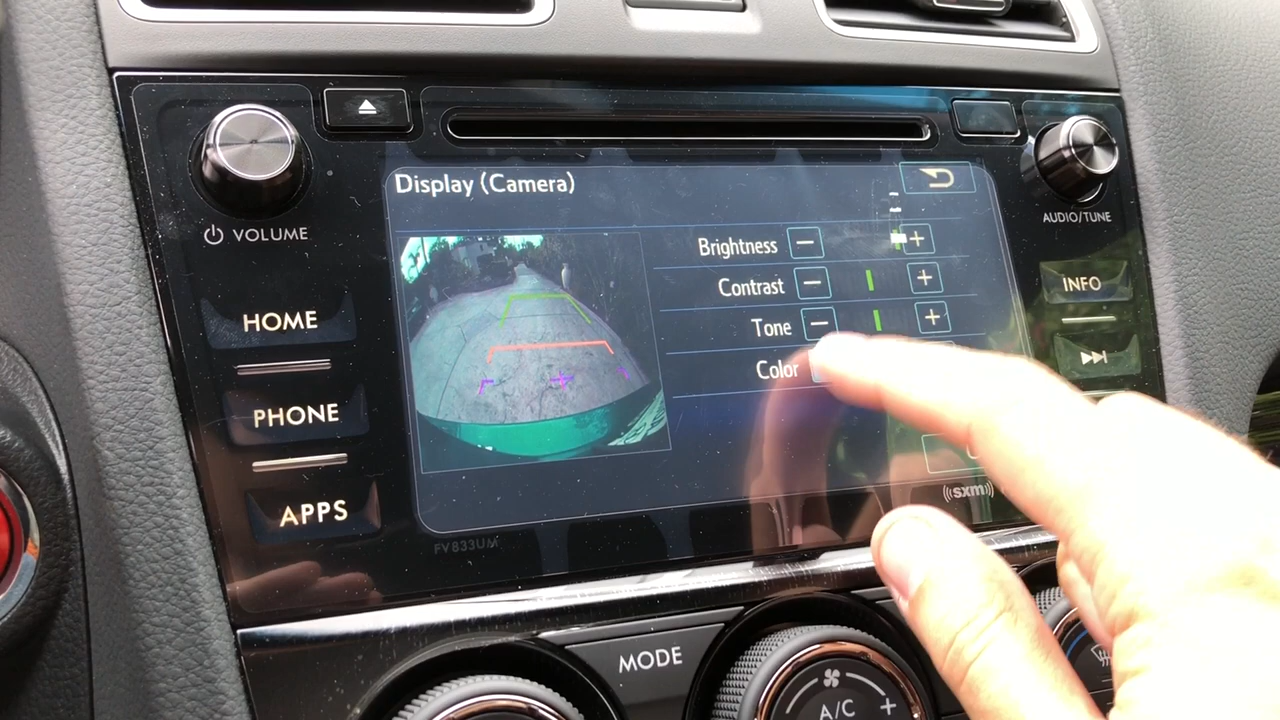 VOLUME
HOME
PHONE
APPS
Display (Camera)
Brightness − +
Contrast − +
Tone − +
Color
AUDIO/TUNE
INFO
((sxm))
FV833UM
MODE
A/C +